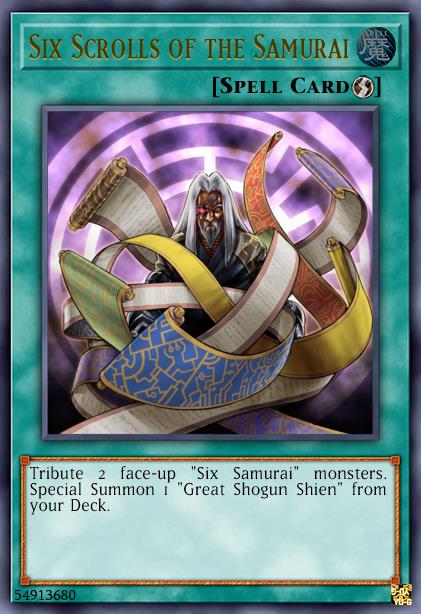 Six Scrolls of the Samurai
[Spell Card]
Tribute 2 face-up "Six Samurai" monsters.
Special Summon 1 "Great Shogun Shien" from
your Deck.
54913680